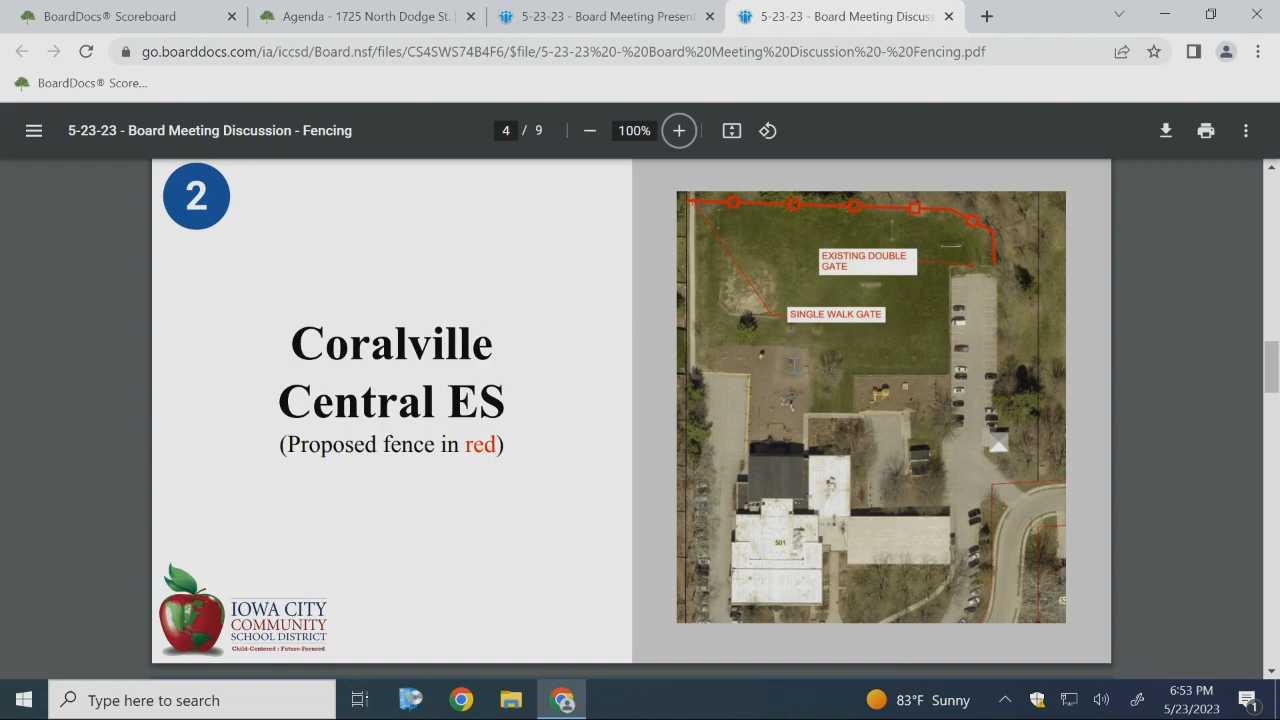 BoardDocs® Scoreboard
Agenda - 1725 North Dodge St.
5-23-23 - Board Meeting Present
5-23-23 - Board Meeting Discuss
go.boarddocs.com/ia/iccsd/Board.nsf/files/CS4SWS74B4F6/$file/5-23-23%20-%20Board%20Meeting%20Discussion%20-%20Fencing.pdf
BoardDocs® Score...
5-23-23 - Board Meeting Discussion - Fencing
4 / 9
100%
2
EXISTING DOUBLE
GATE
SINGLE WALK GATE
Coralville
Central ES
(Proposed fence in red)
501
IOWA CITY
COMMUNITY
SCHOOL DISTRICT
Child-Centered : Future-Focused
Type here to search
83°F Sunny
6:53 PM
5/23/2023
1